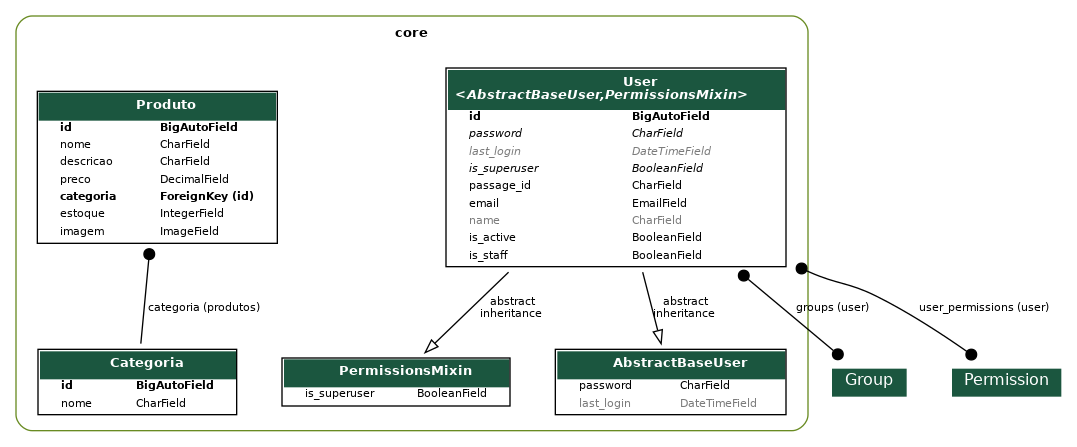 core
Produto
id BigAutoField
nome CharField
descricao CharField
preco DecimalField
categoria ForeignKey (id)
estoque IntegerField
imagem ImageField
User
<AbstractBaseUser,PermissionsMixin>
id BigAutoField
password CharField
last_login DateTimeField
is_superuser BooleanField
passage_id CharField
email EmailField
name CharField
is_active BooleanField
is_staff BooleanField
categoria (produtos)
abstract
inheritance
abstract
inheritance
groups (user)
user_permissions (user)
Categoria
id BigAutoField
nome CharField
PermissionsMixin
is_superuser BooleanField
AbstractBaseUser
password CharField
last_login DateTimeField
Group
Permission